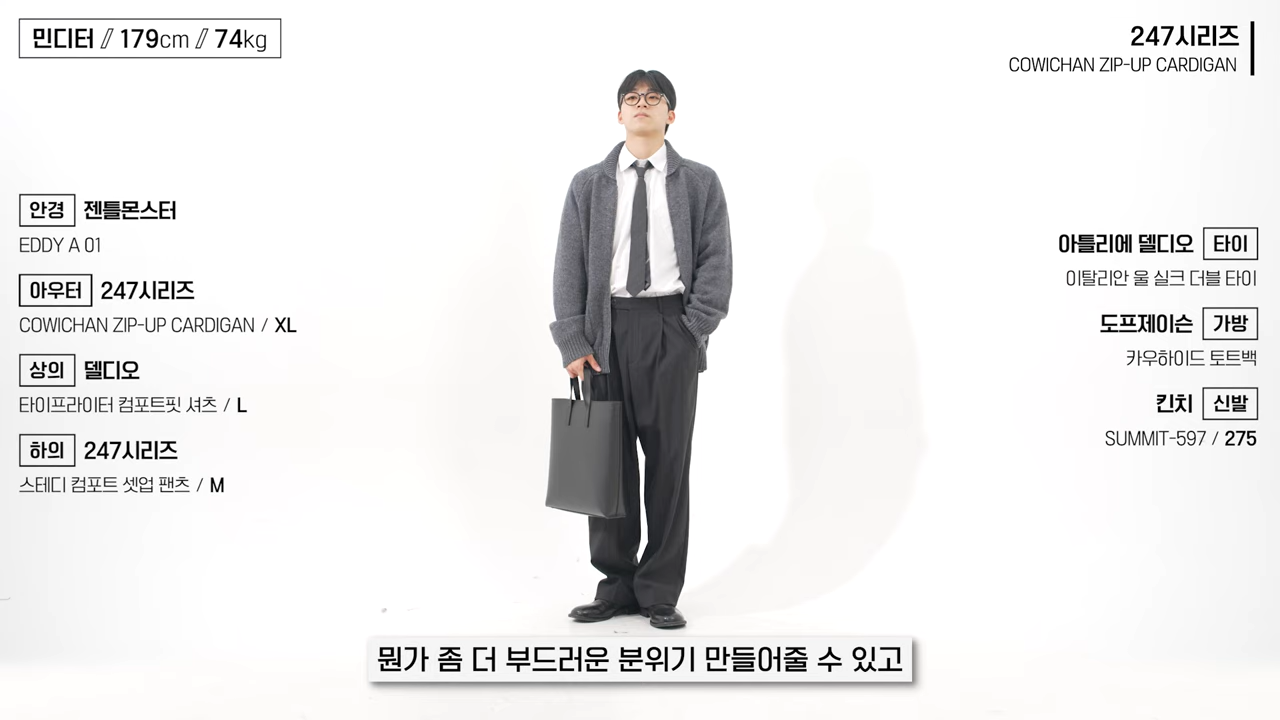 민디터 // 179cm // 74kg
247시리즈
COWICHAN ZIP-UP CARDIGAN
안경 젠틀몬스터
EDDY A 01
아우터 247시리즈
COWICHAN ZIP-UP CARDIGAN / XL
상의 델디오
타이프라이터 컴포트핏 셔츠 / L
하의 247시리즈
스테디 컴포트 셋업 팬츠 / M
아틀리에 델디오 타이
이탈리안 울 실크 더블 타이
도프제이슨 가방
카우하이드 토트백
킨치 신발
SUMMIT-597 / 275
뭔가 좀 더 부드러운 분위기 만들어줄 수 있고